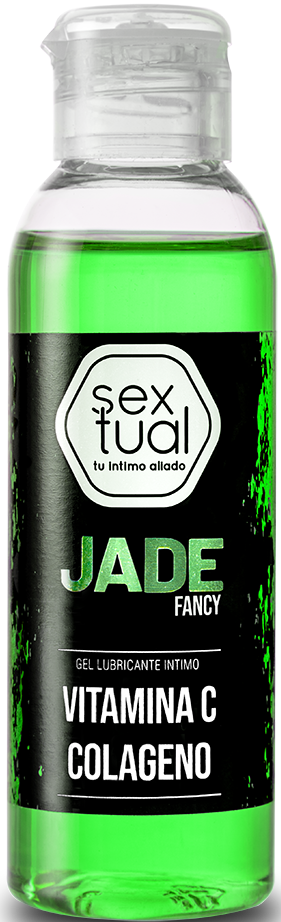 sex
tual
tu intimo aliado
JADE
FANCY
GEL LUBRICANTE INTIMO
VITAMINA C
COLAGENO